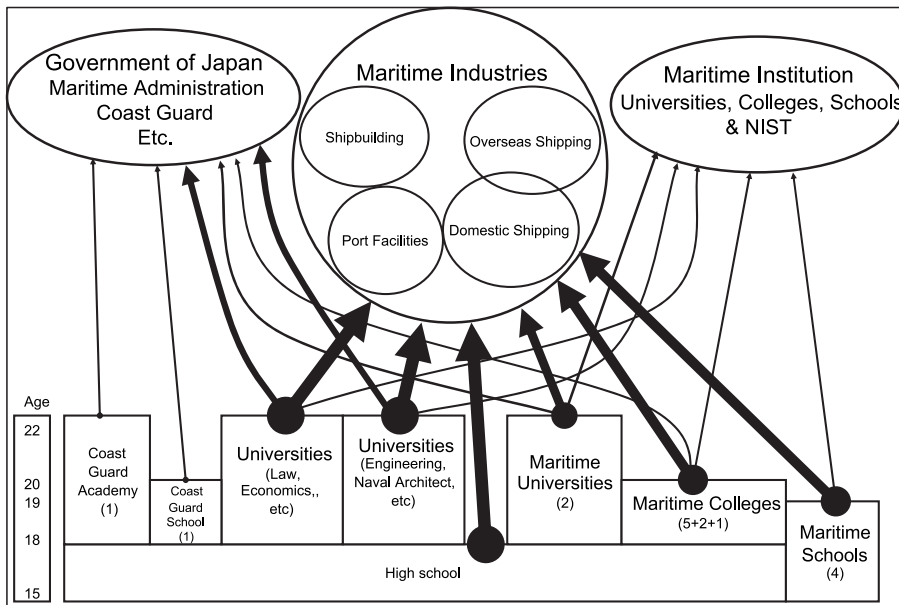 Government of Japan
Maritime Administration
Coast Guard
Etc.
Maritime Industries
Shipbuilding
Overseas Shipping
Port Facilities
Domestic Shipping
Maritime Institution
Universities, Colleges, Schools
& NIST
Age
22
20
19
18
15
Coast
Guard
Academy
(1)
Coast
Guard
School
(1)
Universities
(Law,
Economics,,
etc)
Universities
(Engineering,
Naval Architect,
etc)
Maritime
Universities
(2)
Maritime Colleges
(5+2+1)
Maritime
Schools
(4)
High school